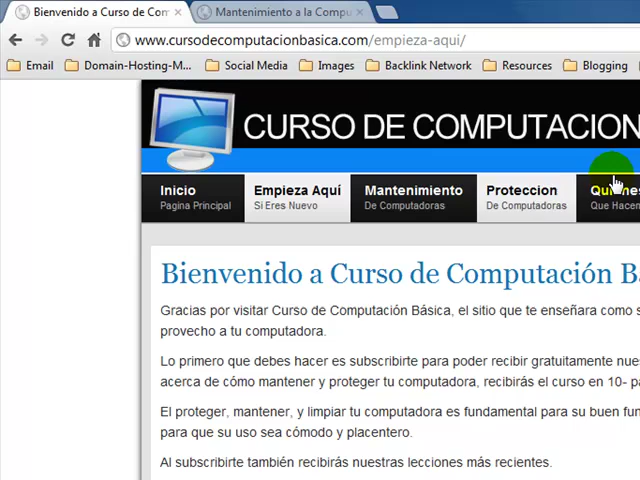 Bienvenido a Curso de Com
Mantenimiento a la Compu
www.cursodecomputacionbasica.com/empieza-aqui/
Email Domain-Hosting-M... Social Media Images Backlink Network Resources Blogging
CURSO DE COMPUTACION
Inicio Empieza Aquí Mantenimiento Proteccion
Pagina Principal Si Eres Nuevo De Computadoras De Computadoras Que Hacem
Bienvenido a Curso de Computación B
Gracias por visitar Curso de Computación Básica, el sitio que te enseñara como s
provecho a tu computadora.
Lo primero que debes hacer es subscribirte para poder recibir gratuitamente nues
acerca de cómo mantener y proteger tu computadora, recibirás el curso en 10- pa
El proteger, mantener, y limpiar tu computadora es fundamental para su buen fun
para que su uso sea cómodo y placentero.
Al subscribirte también recibirás nuestras lecciones más recientes.